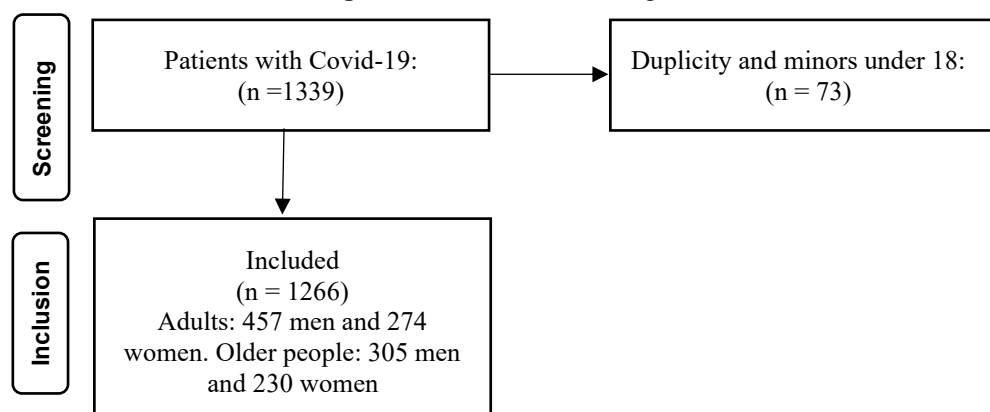 Screening
Patients with Covid-19:
(n =1339)
Duplicity and minors under 18:
(n = 73)
Inclusion
Included
(n = 1266)
Adults: 457 men and 274
women. Older people: 305 men
and 230 women